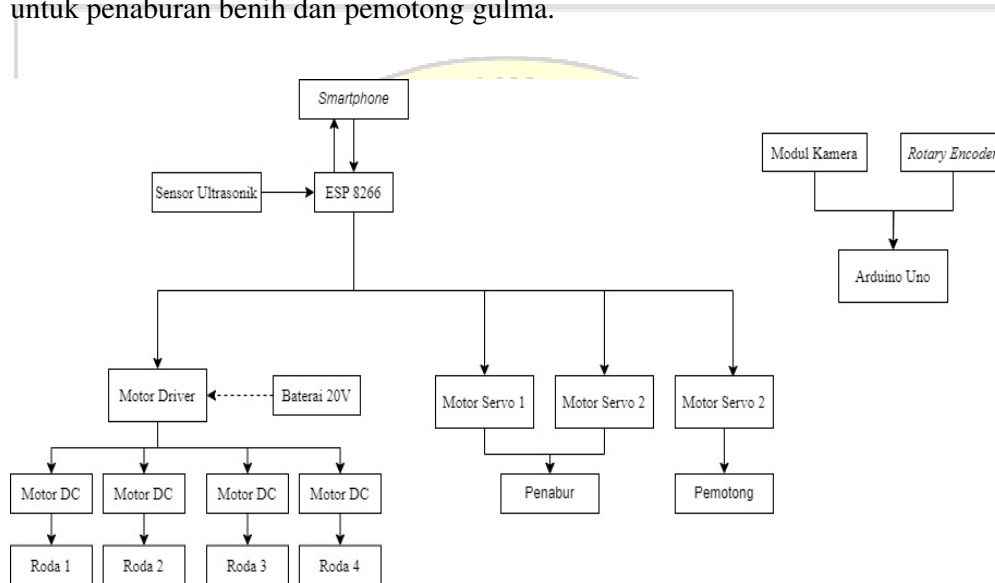 untuk penaburan benih dan pemotong gulma.
Smartphone
Modul Kamera
Rotary Encoder
Sensor Ultrasonik
ESP 8266
Arduino Uno
Motor Driver
Baterai 20V
Motor Servo 1
Motor Servo 2
Motor Servo 2
Motor DC
Motor DC
Motor DC
Motor DC
Penabur
Pemotong
Roda 1
Roda 2
Roda 3
Roda 4